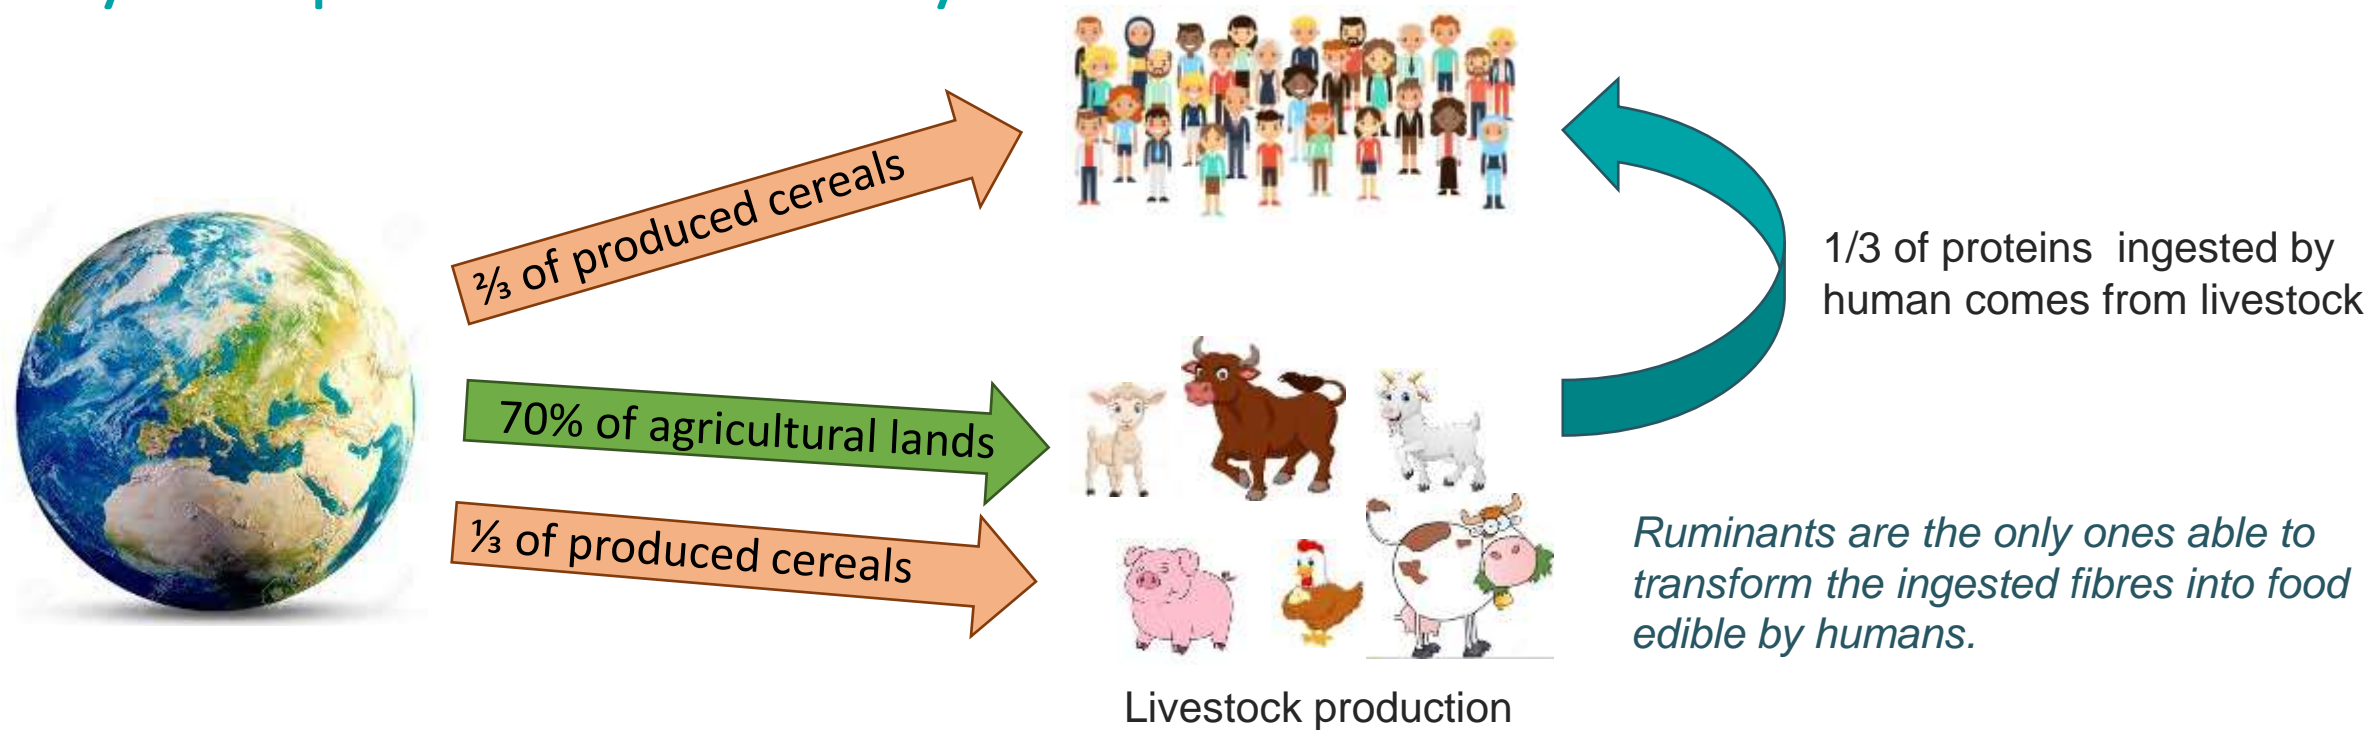 ⅔ of produced cereals
70% of agricultural lands
⅓ of produced cereals
1/3 of proteins ingested by
human comes from livestock
Ruminants are the only ones able to
transform the ingested fibres into food
edible by humans.
Livestock production